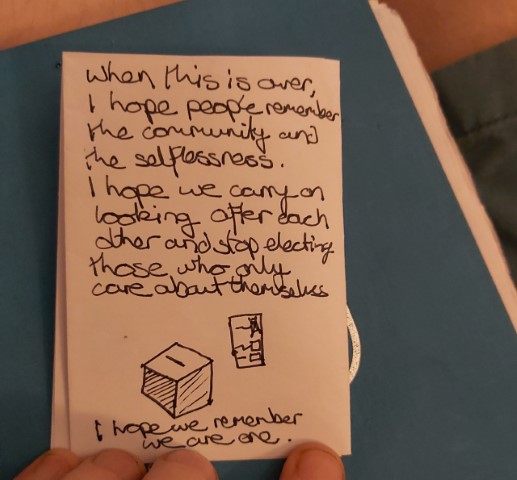 When this is over,
I hope people remember
the community and
the selflessness.
I hope we carry on
looking after each
other and stop electing
those who only
care about themselves
I hope we remember
we are one.